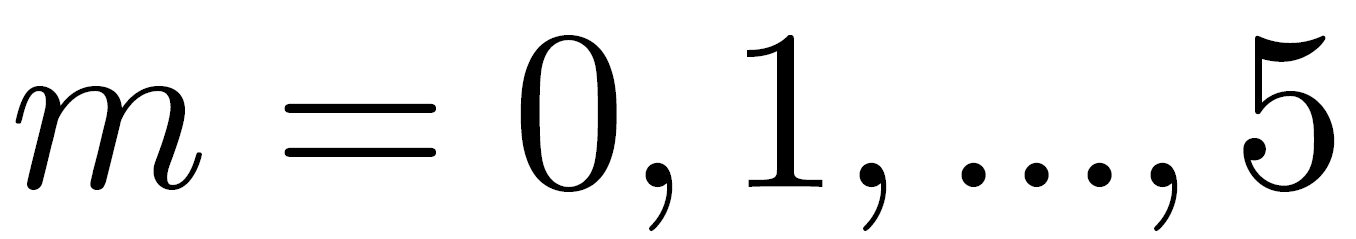 m = 0, 1, ..., 5